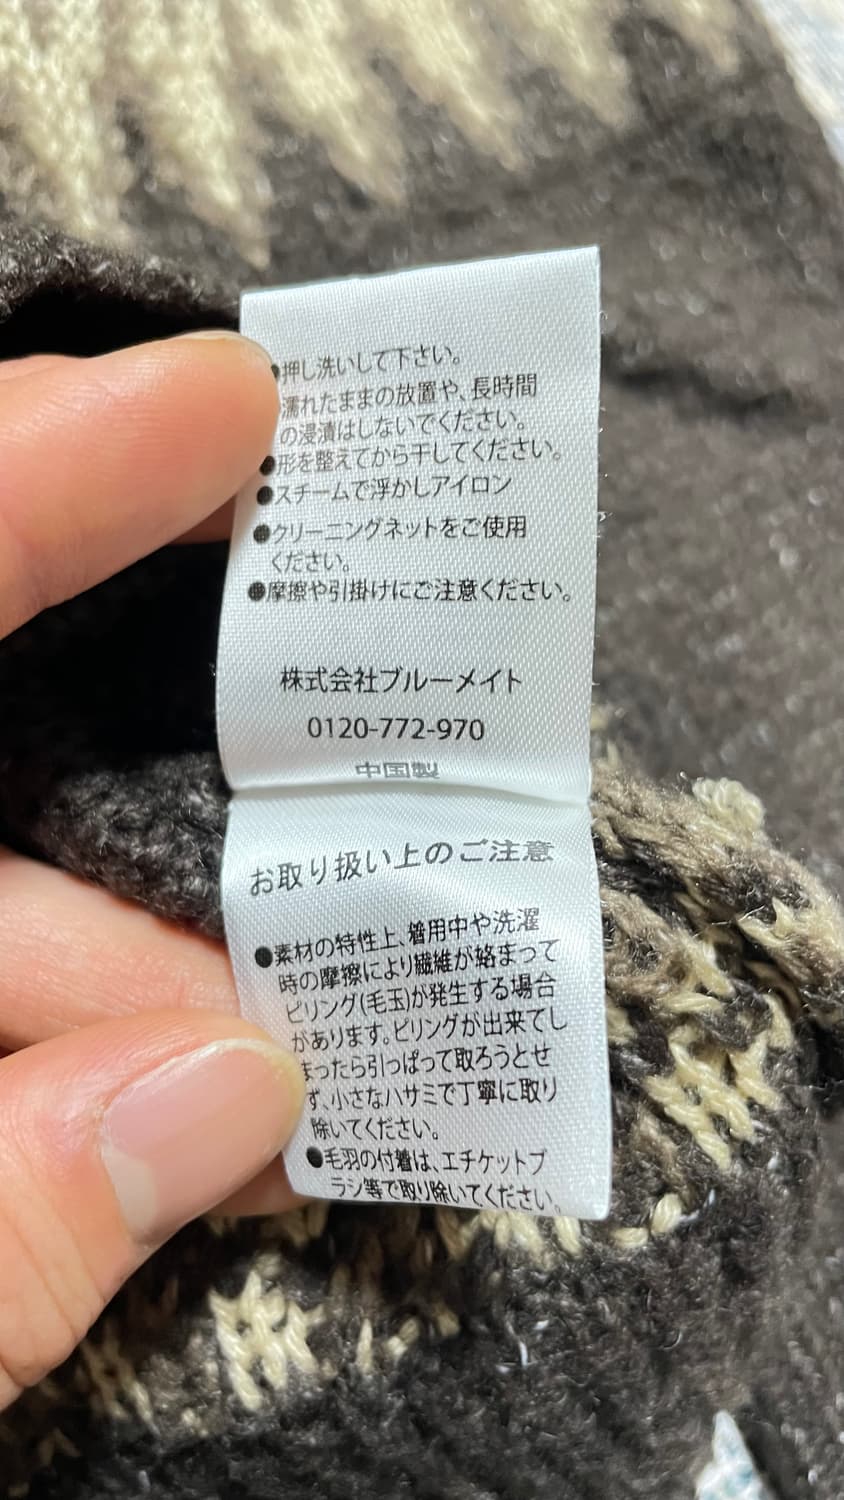 ●押し洗いして下さい。
濡れたままの放置や、長時間
の浸漬はしないでください。
●形を整えてから干してください。
●スチームで浮かしアイロン
●クリーニングネットをご使用
ください。
●摩擦や引掛けにご注意ください。
株式会社ブルーメイト
0120-772-970
中国製
お取り扱い上のご注意
●素材の特性上、着用中や洗濯
時の摩擦により繊維が絡まって
ピリング(毛玉)が発生する場合
があります。ピリングが出来てし
まったら引っぱって取ろうとせ
ず、小さなハサミで丁寧に取り
除いてください。
●毛羽の付着は、エチケットブ
ラシ等で取り除いてください。